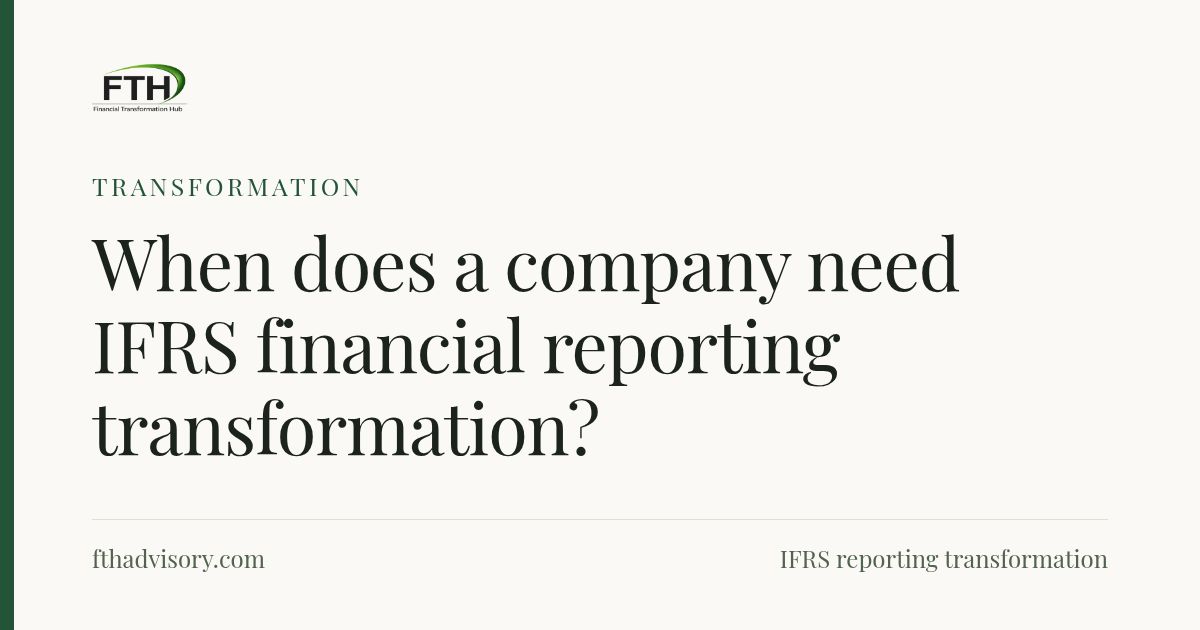 FTH
Financial Transformation Hub
TRANSFORMATION
When does a company need
IFRS financial reporting
transformation?
fthadvisory.com
IFRS reporting transformation